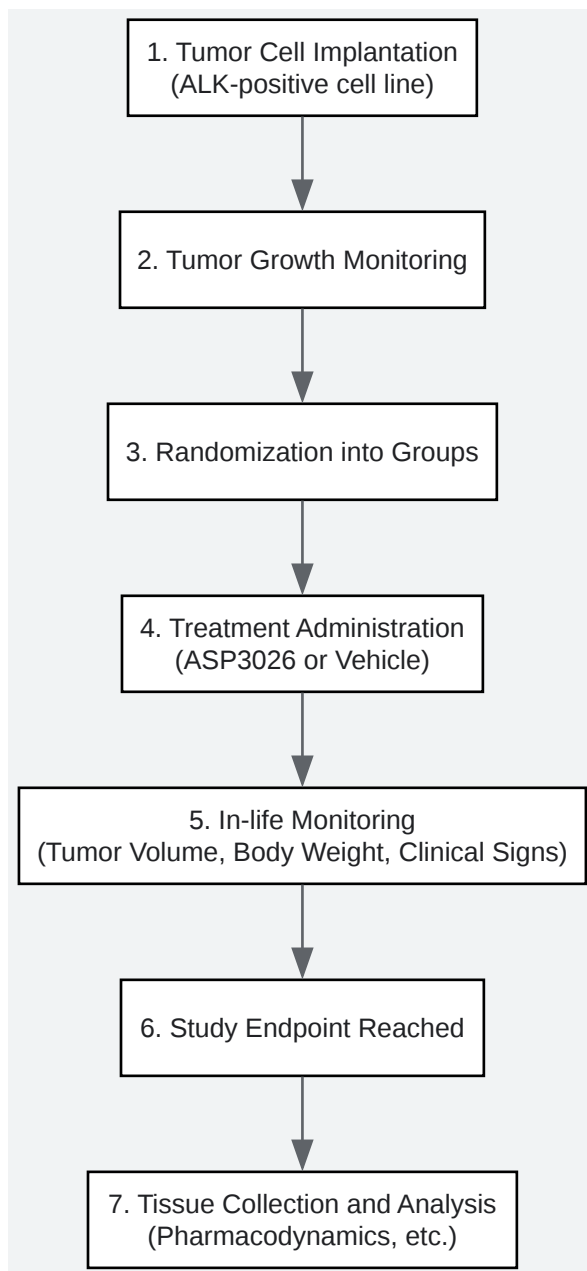 1. Tumor Cell Implantation
(ALK-positive cell line)
2. Tumor Growth Monitoring
3. Randomization into Groups
4. Treatment Administration
(ASP3026 or Vehicle)
5. In-life Monitoring
(Tumor Volume, Body Weight, Clinical Signs)
6. Study Endpoint Reached
7. Tissue Collection and Analysis
(Pharmacodynamics, etc.)